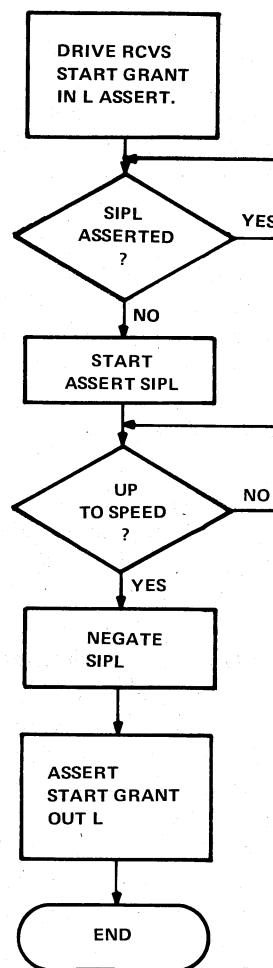 DRIVE RCVS
START GRANT
IN L ASSERT.
SIPL
ASSERTED
?
YES
NO
START
ASSERT SIPL
UP
TO SPEED
?
NO
YES
NEGATE
SIPL
ASSERT
START GRANT
OUT L
END